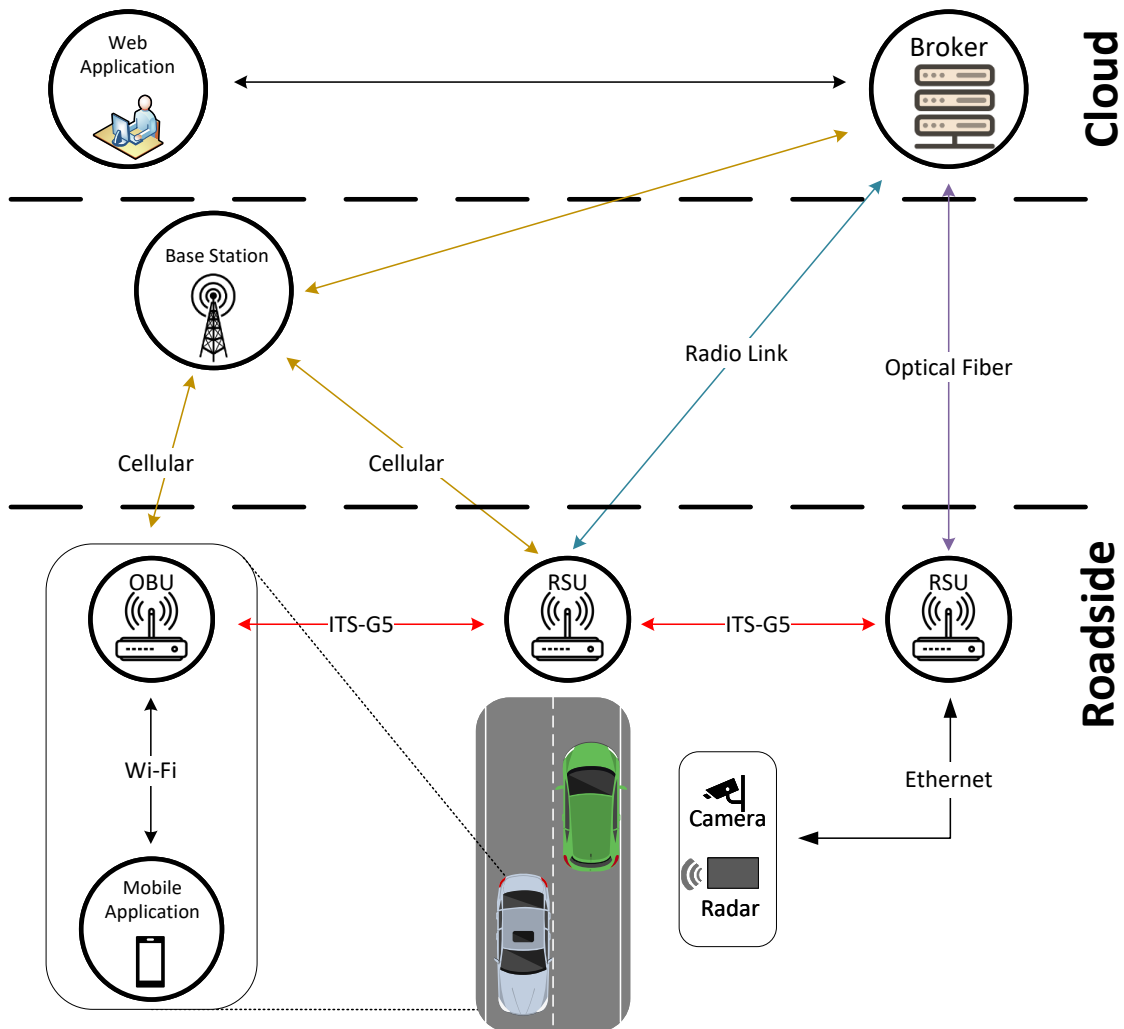 Web
Application
Broker
Cloud
Base Station
Radio Link
Optical Fiber
Cellular
Cellular
Roadside
OBU
RSU
RSU
ITS-G5
ITS-G5
Wi-Fi
Ethernet
Camera
Radar
Mobile
Application